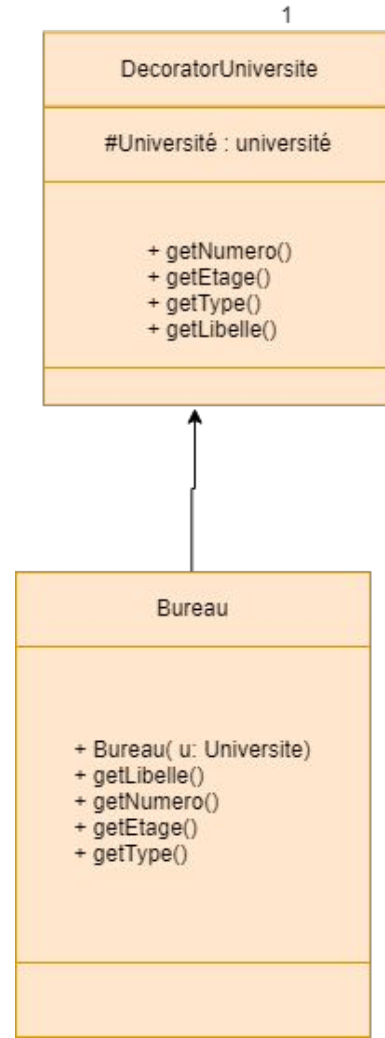 1
DecoratorUniversite
#Université : université
+ getNumero()
+ getEtage()
+ getType()
+ getLibelle()
Bureau
+ Bureau( u: Universite)
+ getLibelle()
+ getNumero()
+ getEtage()
+ getType()